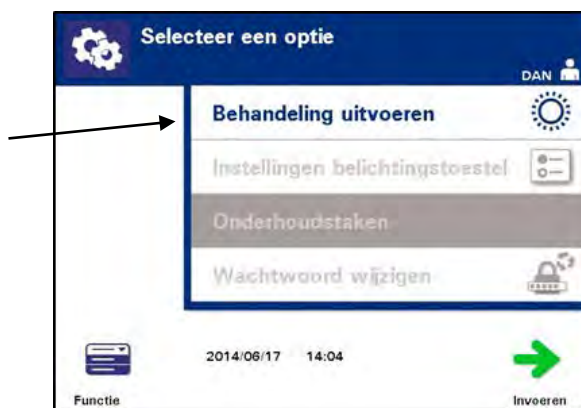 Selecteer een optie
DAN
Behandeling uitvoeren
Instellingen belichtingstoestel
Onderhoudstaken
Wachtwoord wijzigen
2014/06/17 14:04
Functie
Invoeren